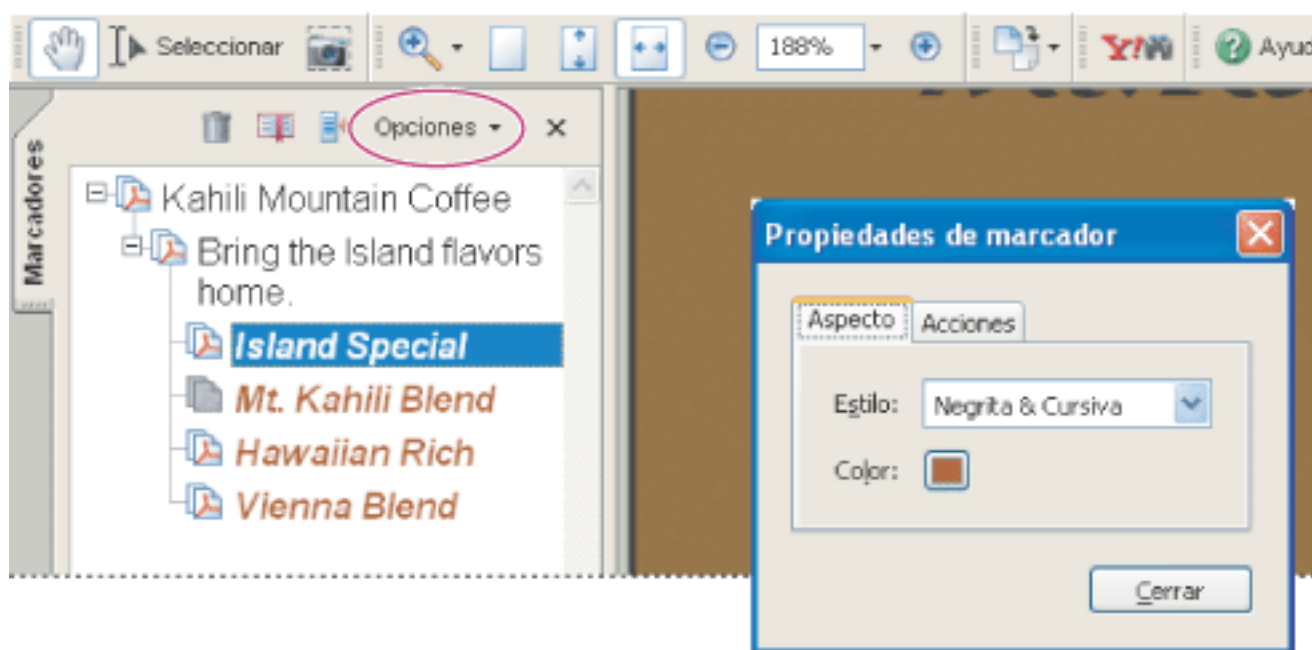 Seleccionar
188%
Y!
Ayud
Marcadores
Opciones
Kahili Mountain Coffee
Bring the Island flavors
home.
Island Special
Mt. Kahili Blend
Hawaiian Rich
Vienna Blend
Propiedades de marcador
Aspecto Acciones
Estilo: Negrita & Cursiva
Color:
Cerrar